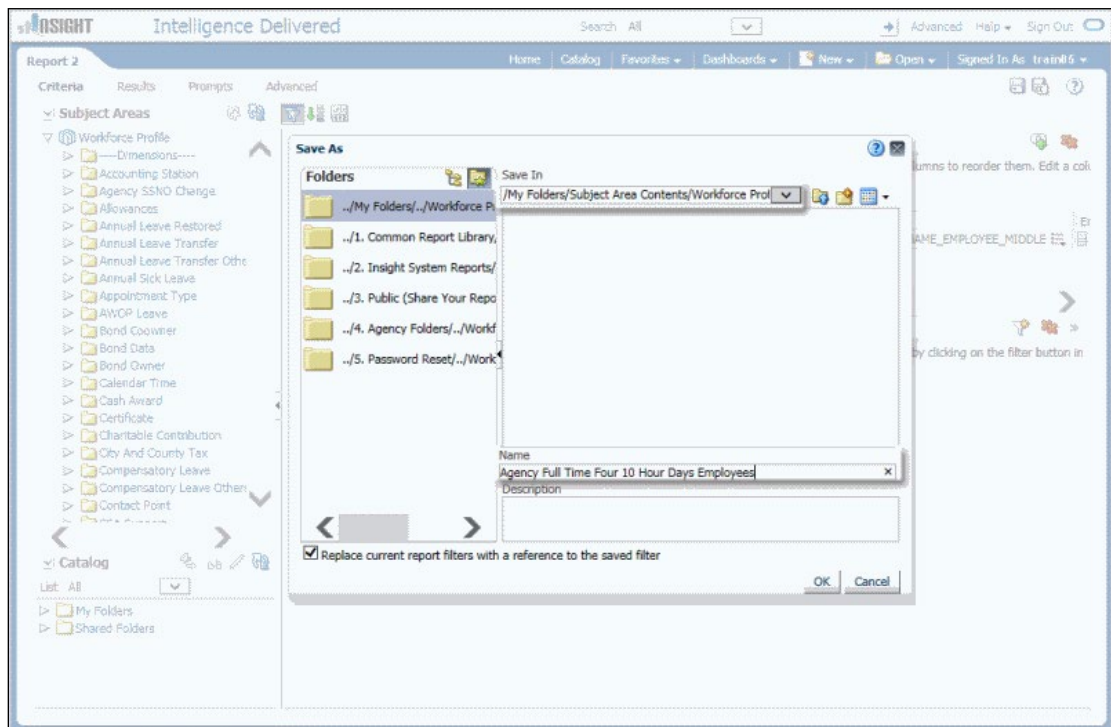 INSIGHT Intelligence Delivered Search All Advanced Help Sign Out
Report 2 Home Catalog Favorites Dashboards New Open Signed In As train05
Criteria Results Prompts Advanced
Subject Areas
Workforce Profile
----Dimensions----
Accounting Station
Agency SSNO Change
Allowances
Annual Leave Restored
Annual Leave Transfer
Annual Leave Transfer Othe
Annual Sick Leave
Appointment Type
AWOP Leave
Bond Coowner
Bond Data
Bond Owner
Calendar Time
Cash Award
Certificate
Charitable Contribution
City And County Tax
Compensatory Leave
Compensatory Leave Other
Contact Point
Catalog
List All
My Folders
Shared Folders
Save As
Folders
../My Folders/../Workforce P
../1. Common Report Library,
../2. Insight System Reports/
../3. Public (Share Your Repo
../4. Agency Folders/../Workf
../5. Password Reset/../Work
Save In
/My Folders/Subject Area Contents/Workforce Prof
Name
Agency Full Time Four 10 Hour Days Employees
Description
Replace current report filters with a reference to the saved filter
OK Cancel
lumns to reorder them. Edit a colu
AME_EMPLOYEE_MIDDLE
by clicking on the filter button in